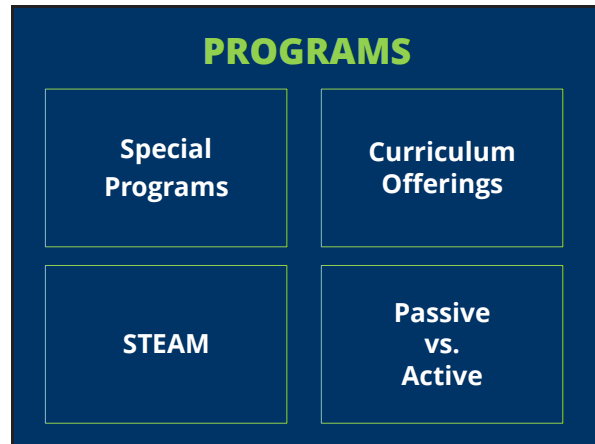 PROGRAMS
Special
Programs
Curriculum
Offerings
STEAM
Passive
vs.
Active